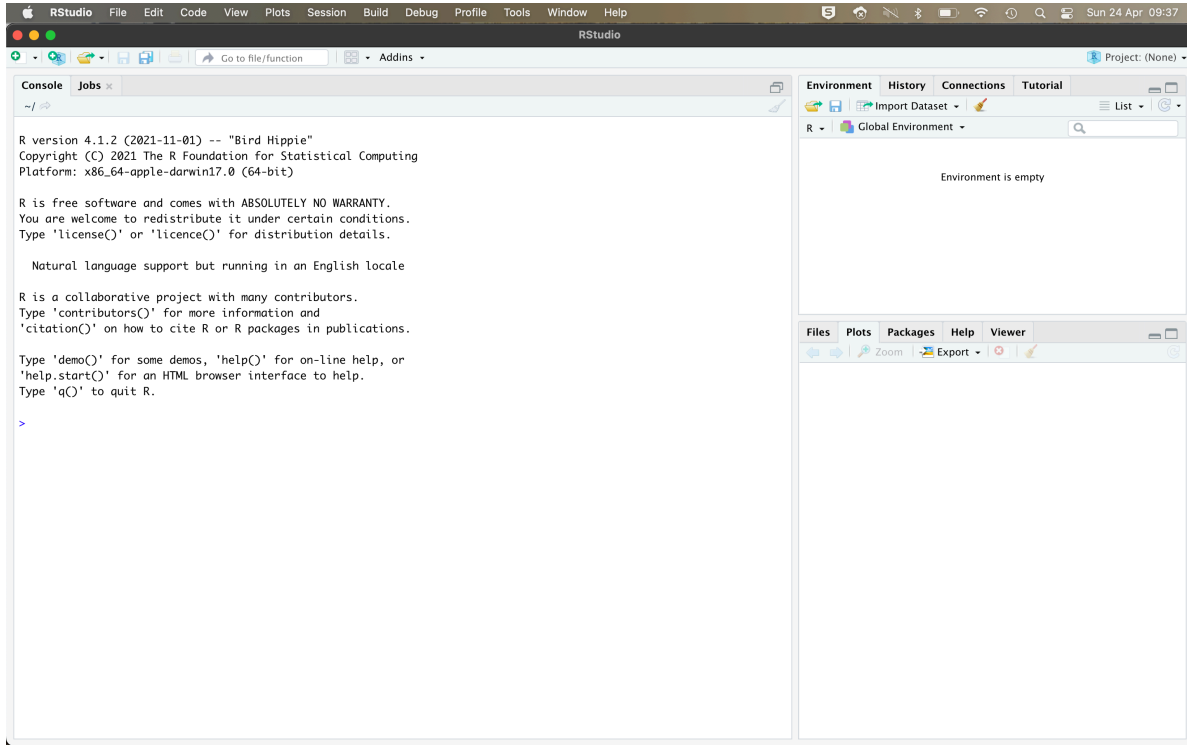 RStudio File Edit Code View Plots Session Build Debug Profile Tools Window Help Sun 24 Apr 09:37
RStudio
Go to file/function Addins Project: (None)
Console Jobs
~/
R version 4.1.2 (2021-11-01) -- "Bird Hippie"
Copyright (C) 2021 The R Foundation for Statistical Computing
Platform: x86_64-apple-darwin17.0 (64-bit)
R is free software and comes with ABSOLUTELY NO WARRANTY.
You are welcome to redistribute it under certain conditions.
Type 'license()' or 'licence()' for distribution details.
Natural language support but running in an English locale
R is a collaborative project with many contributors.
Type 'contributors()' for more information and
'citation()' on how to cite R or R packages in publications.
Type 'demo()' for some demos, 'help()' for on-line help, or
'help.start()' for an HTML browser interface to help.
Type 'q()' to quit R.
>
Environment History Connections Tutorial
Import Dataset List
R Global Environment
Environment is empty
Files Plots Packages Help Viewer
Zoom Export